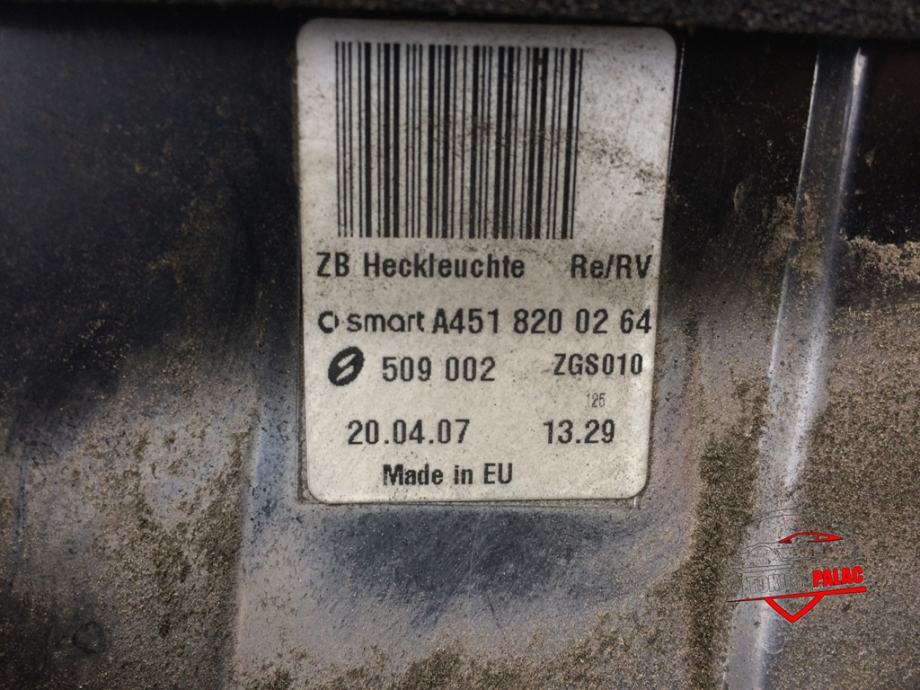 ZB Heckleuchte Re/RV
smart A451 820 02 64
509 002 ZGS010
125
20.04.07 13.29
Made in EU
PALAC